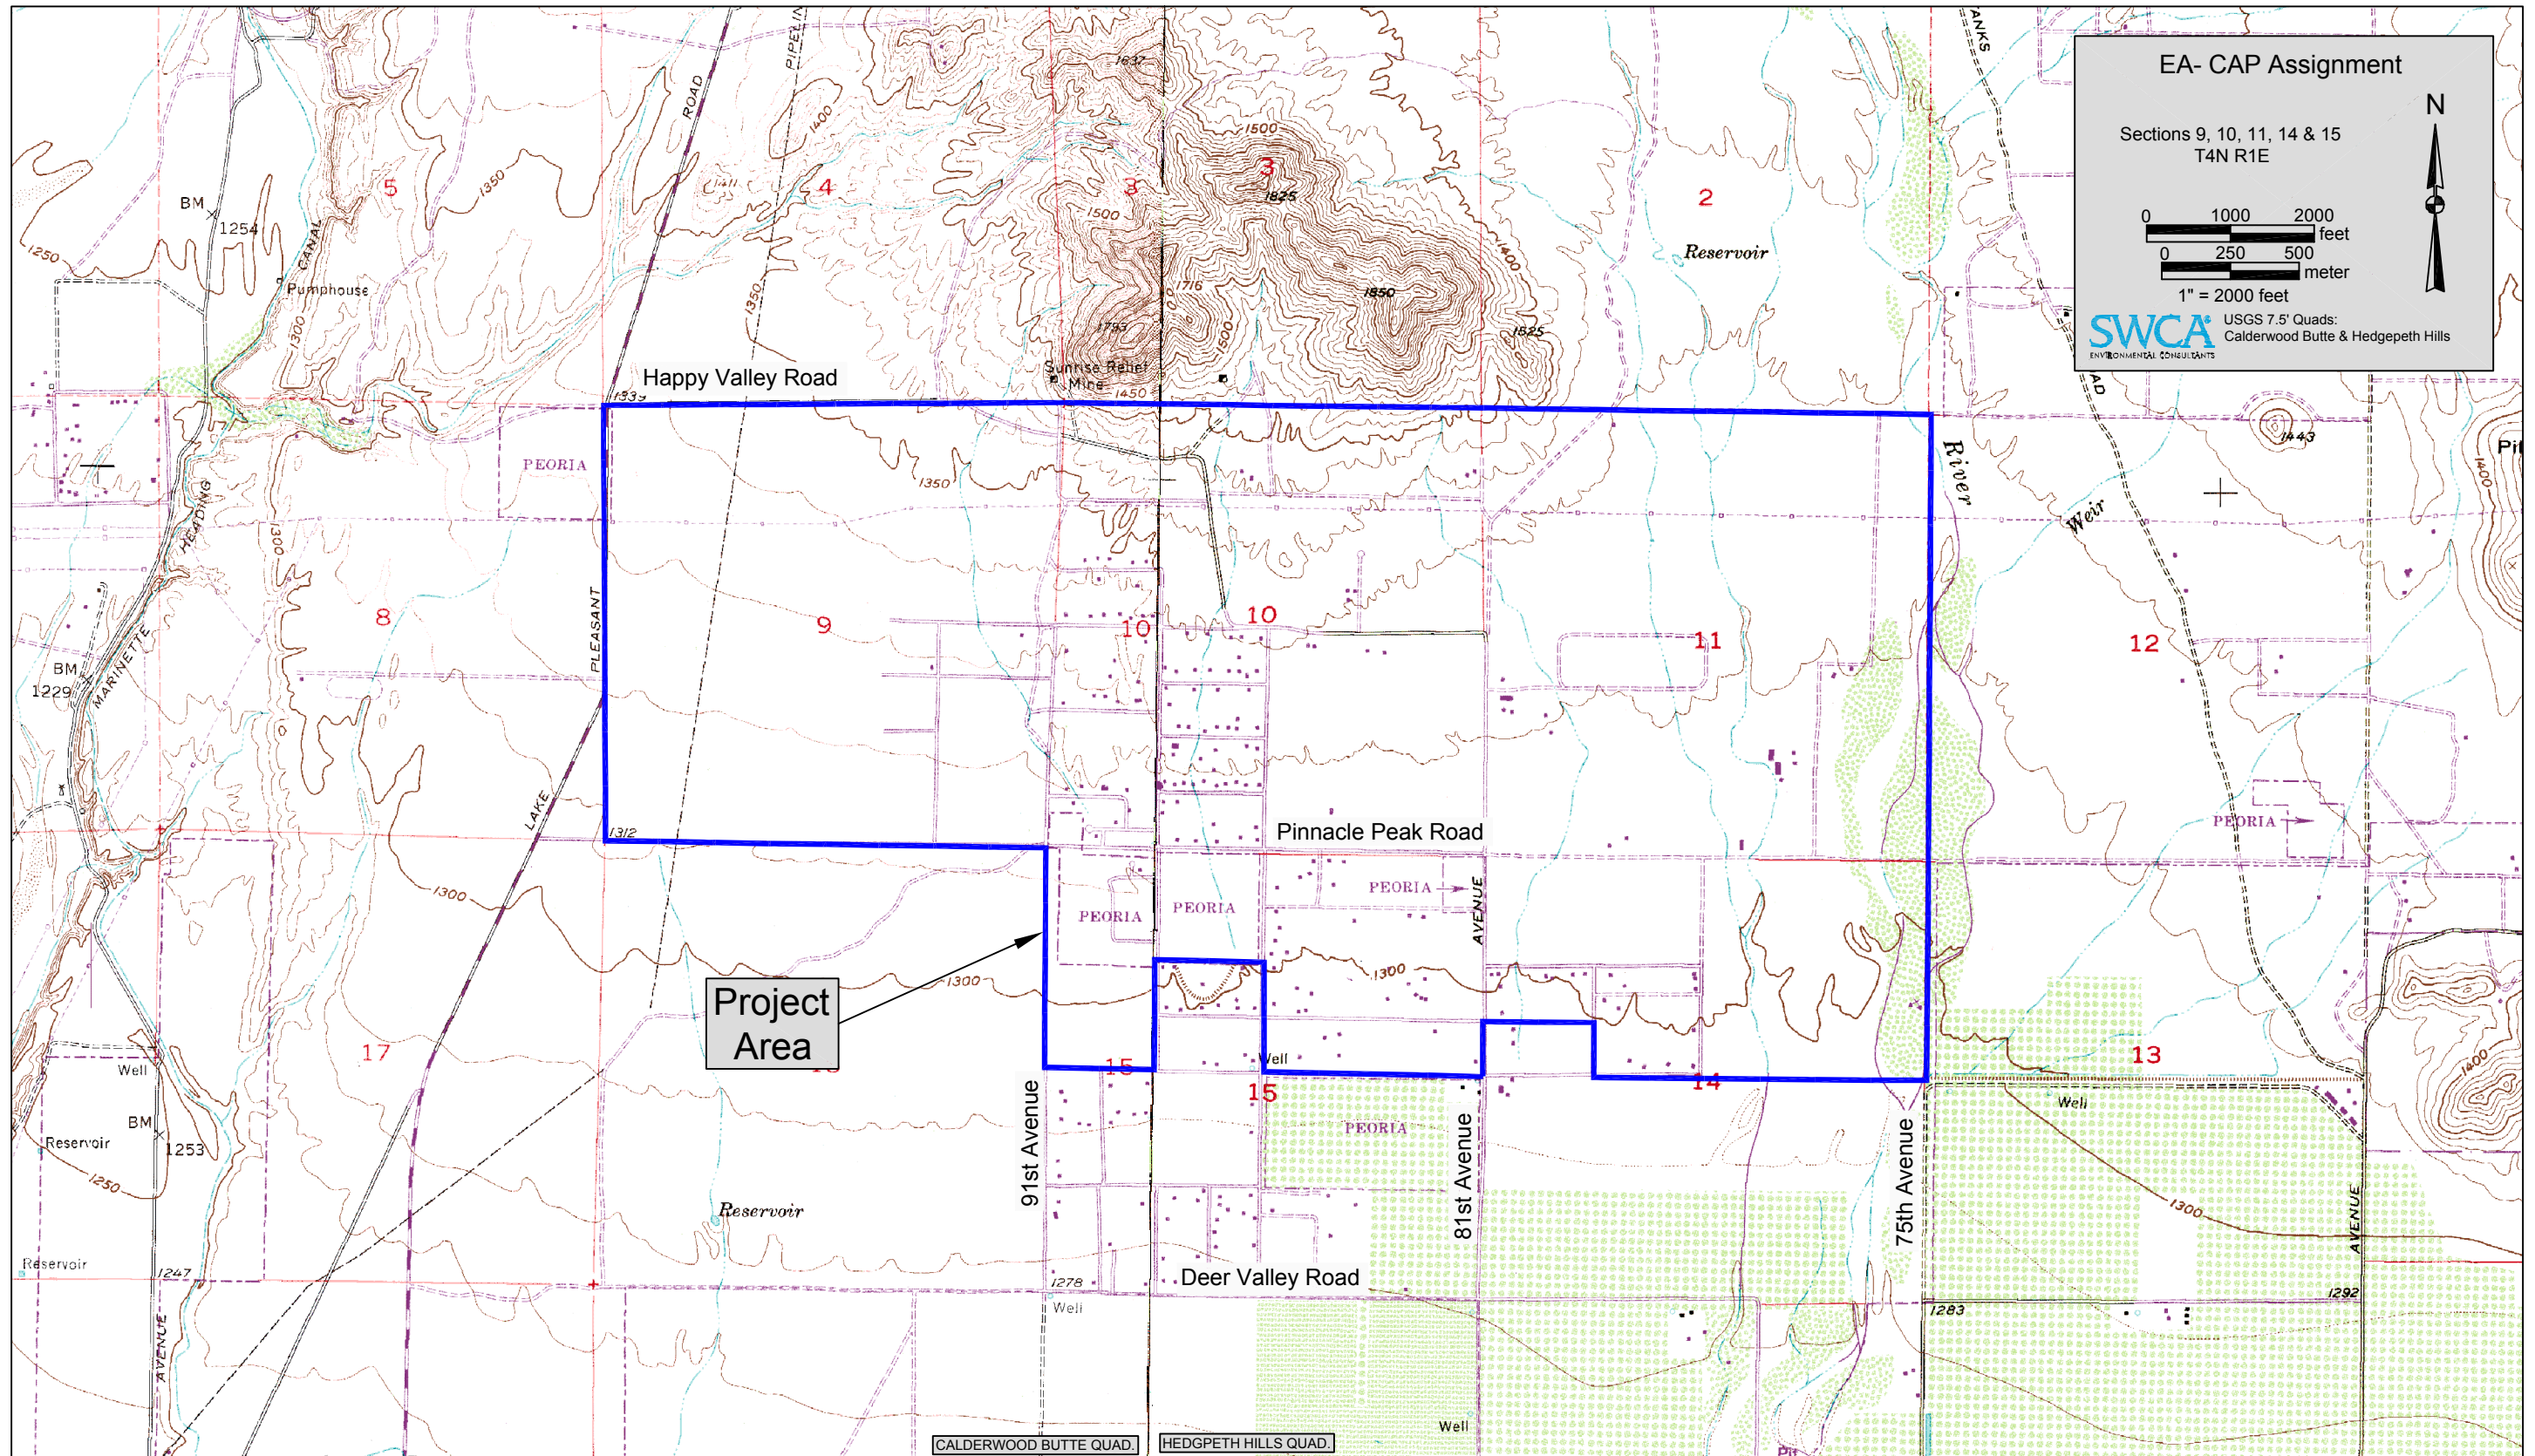 EA- CAP Assignment
N
Sections 9, 10, 11, 14 & 15
T4N R1E
0 1000 2000
feet
0 250 500
meter
1" = 2000 feet
SWCA
ENVIRONMENTAL CONSULTANTS
USGS 7.5' Quads:
Calderwood Butte & Hedgepeth Hills
ROAD
1637
1400
1500
5
4
3
3
2
1825
1350
BM
1254
CANAL
1250
1500
1400
Reservoir
Pumphouse
1350
1716
1850
1300
1793
1500
1525
Sunrise Relief
Mine
Happy Valley Road
1339
1450
River
1443
1400
PEORIA
1350
HEADING
1300
Weir
8
PLEASANT
9
10
10
11
12
BM
1229
MARINETTE
LAKE
1312
Pinnacle Peak Road
PEORIA
PEORIA
1300
PEORIA
PEORIA
AVENUE
1300
1300
Project
Area
17
15
Well
15
14
13
Well
1400
Well
91st Avenue
81st Avenue
75th Avenue
BM
1253
Reservoir
PEORIA
1250
Reservoir
1300
AVENUE
Reservoir
1247
1278
Well
Deer Valley Road
1283
1292
AVENUE
Well
CALDERWOOD BUTTE QUAD.
HEDGPETH HILLS QUAD.